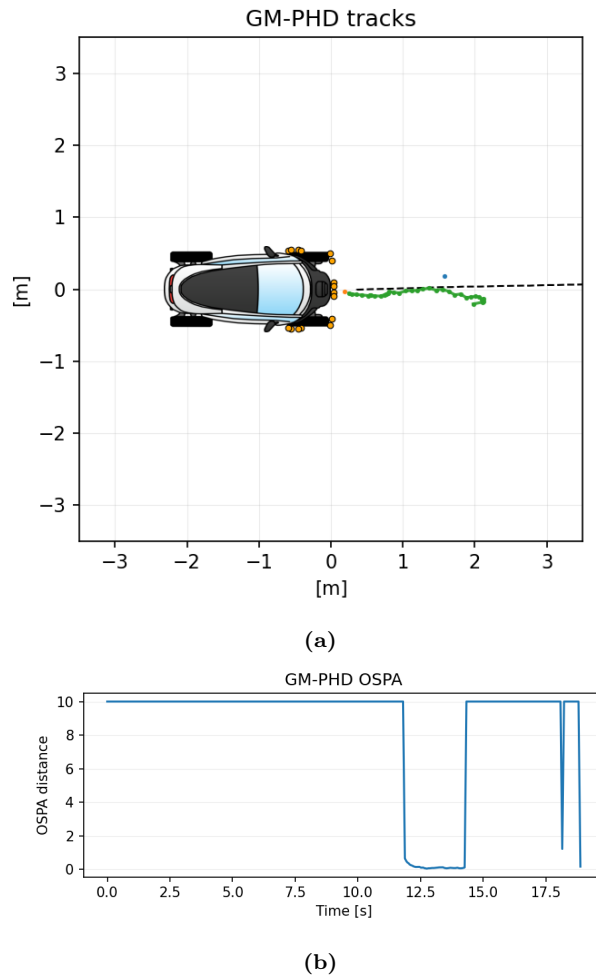 GM-PHD tracks
3
2
1
0
−1
−2
−3
[m]
−3 −2 −1 0 1 2 3
[m]
(a)
GM-PHD OSPA
10
8
6
4
2
0
OSPA distance
0.0 2.5 5.0 7.5 10.0 12.5 15.0 17.5
Time [s]
(b)